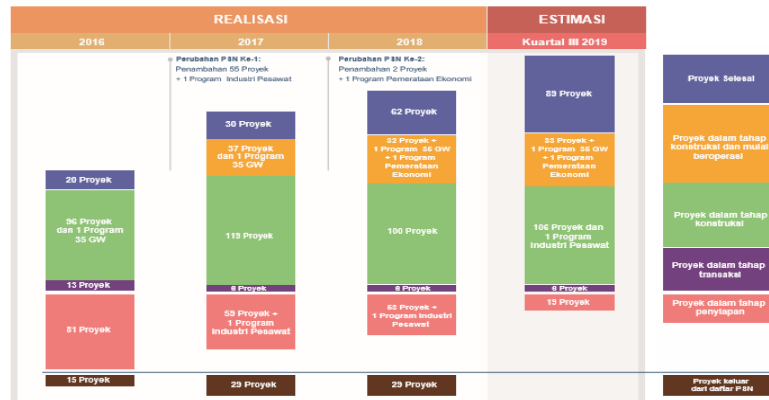 REALISASI
ESTIMASI
2016
2017
2018
Kuartal III 2019
Perubahan PSN Ke-1:
Penambahan 55 Proyek
+ 1 Program Industri Pesawat
Perubahan PSN Ke-2:
Penambahan 2 Proyek
+ 1 Program Pemerataan Ekonomi
20 Proyek
96 Proyek
dan 1 Program
35 GW
13 Proyek
81 Proyek
15 Proyek
30 Proyek
37 Proyek
dan 1 Program
35 GW
119 Proyek
6 Proyek
Proyek +
1 Program
Industri Pesawat
29 Proyek
62 Proyek
32 Proyek +
1 Program 35 GW
+ 1 Program
Pemerataan
Ekonomi
100 Proyek
6 Proyek
Proyek +
1 Program Industri
Pesawat
29 Proyek
89 Proyek
33 Proyek +
1 Program 35 GW
+ 1 Program
Pemerataan
Ekonomi
106 Proyek dan
1 Program
Industri Pesawat
6 Proyek
19 Proyek
Proyek Selesai
Proyek dalam tahap
konstruksi dan mulai
beroperasi
Proyek dalam tahap
konstruksi
Proyek dalam tahap
transaksi
Proyek dalam tahap
penyiapan
Proyek keluar
dari daftar PSN